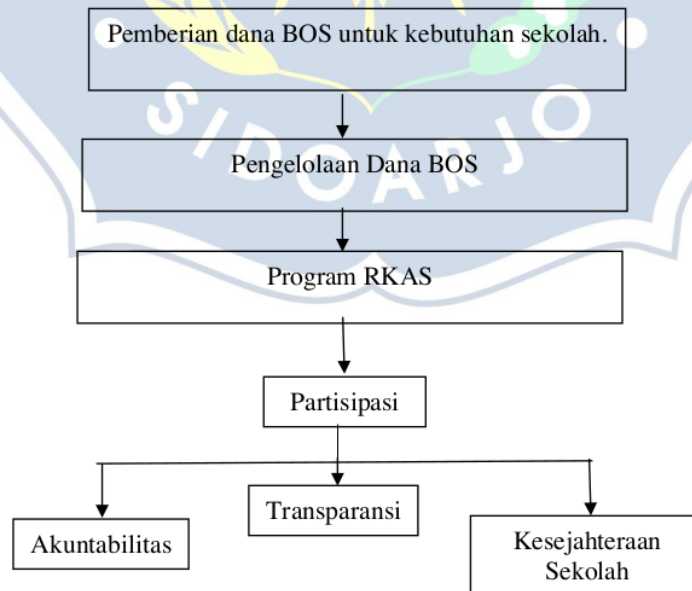 Pemberian dana BOS untuk kebutuhan sekolah.
SIDOARJO
Pengelolaan Dana BOS
Program RKAS
Partisipasi
Akuntabilitas
Transparansi
Kesejahteraan
Sekolah